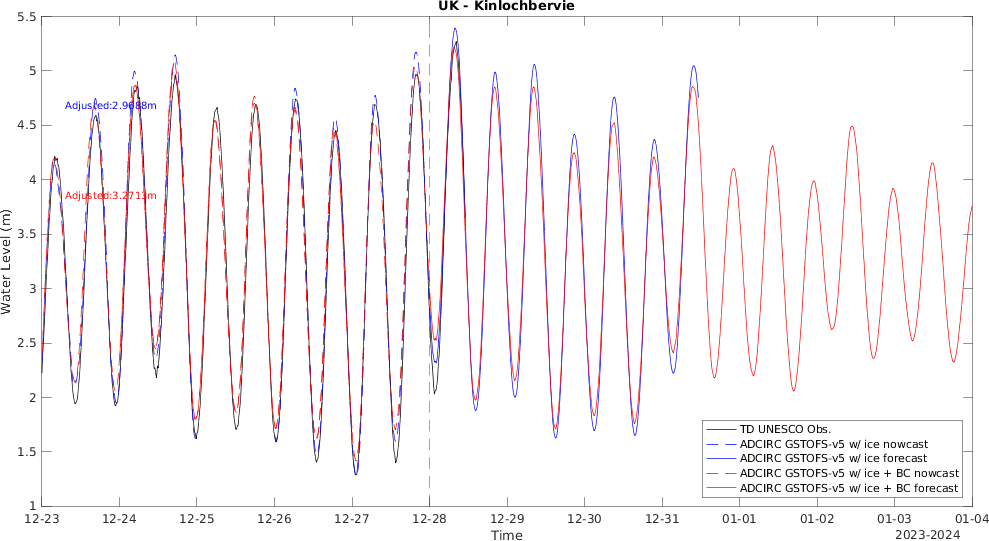 UK - Kinlochbervie
5.5
5
4.5
4
3.5
3
2.5
2
1.5
1
Water Level (m)
Adjusted:2.9688m
Adjusted:3.2713m
TD UNESCO Obs.
ADCIRC GSTOFS-v5 w/ ice nowcast
ADCIRC GSTOFS-v5 w/ ice forecast
ADCIRC GSTOFS-v5 w/ ice + BC nowcast
ADCIRC GSTOFS-v5 w/ ice + BC forecast
12-23 12-24 12-25 12-26 12-27 12-28 12-29 12-30 12-31 01-01 01-02 01-03 01-04
Time
2023-2024